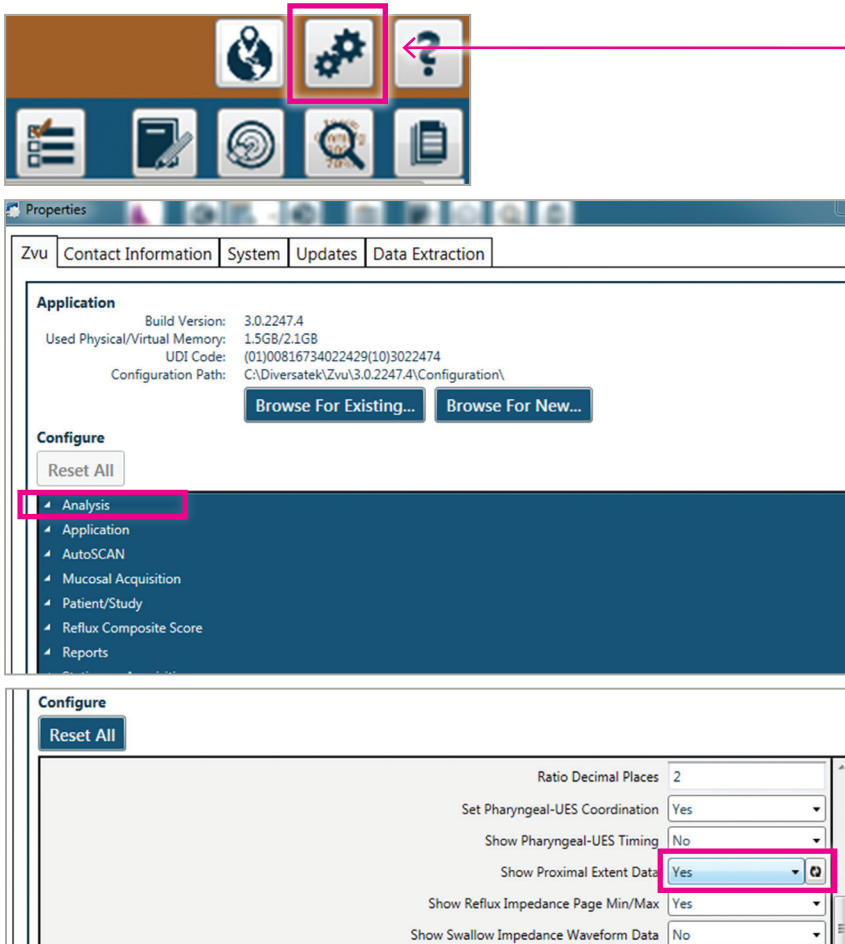 ?
Properties
Zvu Contact Information System Updates Data Extraction
Application
Build Version: 3.0.2247.4
Used Physical/Virtual Memory: 1.5GB/2.1GB
UDI Code: (01)00816734022429(10)3022474
Configuration Path: C:\Diversatek\Zvu\3.0.2247.4\Configuration\
Browse For Existing... Browse For New...
Configure
Reset All
Analysis
Application
AutoSCAN
Mucosal Acquisition
Patient/Study
Reflux Composite Score
Reports
Configure
Reset All
Ratio Decimal Places 2
Set Pharyngeal-UES Coordination Yes
Show Pharyngeal-UES Timing No
Show Proximal Extent Data Yes
Show Reflux Impedance Page Min/Max Yes
Show Swallow Impedance Waveform Data No